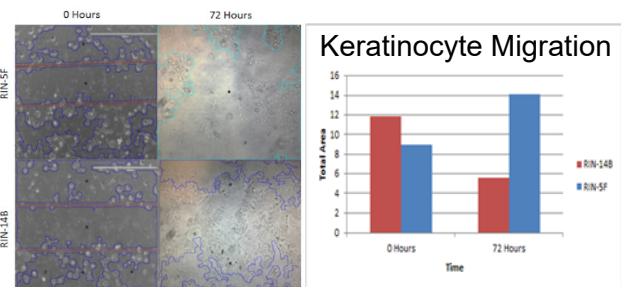 0 Hours 72 Hours
RIN-5F
RIN-14B
Keratinocyte Migration
Total Area
16
14
12
10
8
6
4
2
0
0 Hours 72 Hours
Time
RIN-14B
RIN-5F